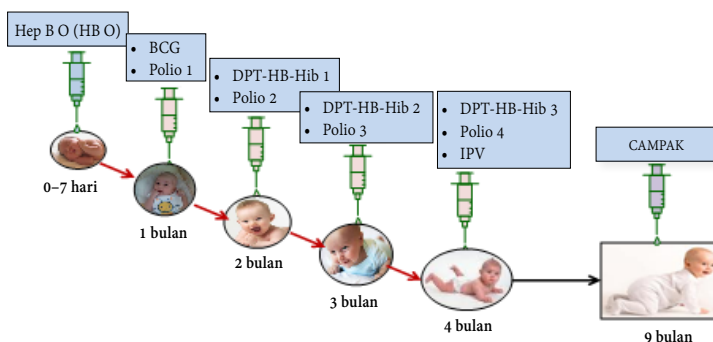 Hep B O (HB O)
• BCG
• Polio 1
• DPT-HB-Hib 1
• Polio 2
• DPT-HB-Hib 2
• Polio 3
• DPT-HB-Hib 3
• Polio 4
• IPV
CAMPAK
0–7 hari
1 bulan
2 bulan
3 bulan
4 bulan
9 bulan